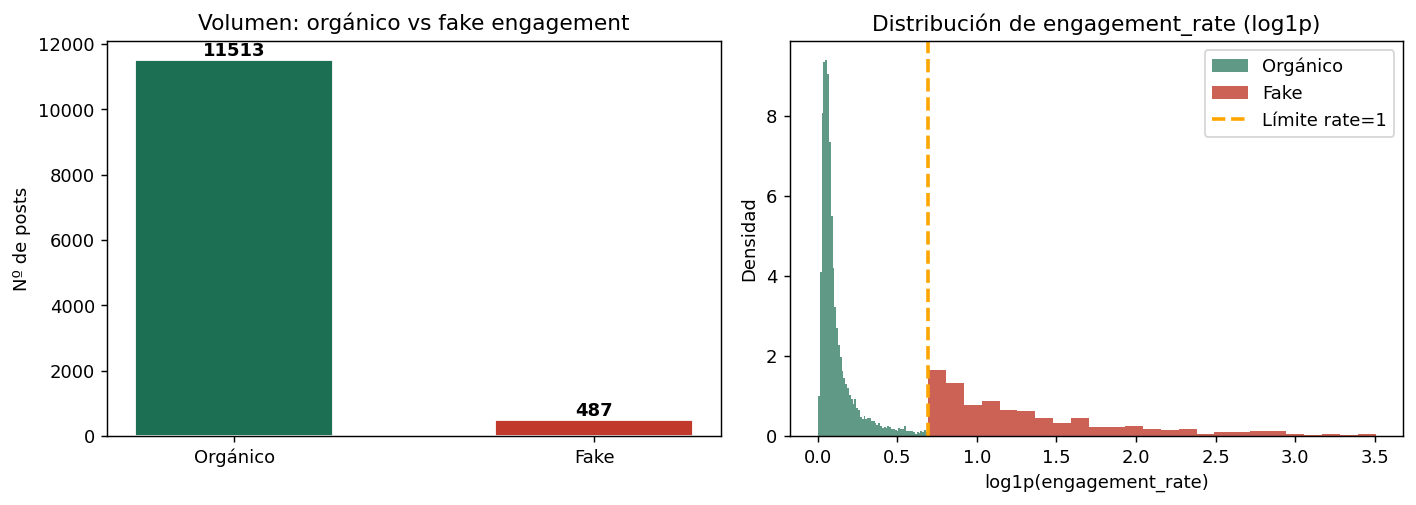 Volumen: orgánico vs fake engagement
Nº de posts
12000
10000
8000
6000
4000
2000
0
11513
487
Orgánico
Fake
Distribución de engagement_rate (log1p)
Densidad
8
6
4
2
0
Orgánico
Fake
Límite rate=1
0.0
0.5
1.0
1.5
2.0
2.5
3.0
3.5
log1p(engagement_rate)